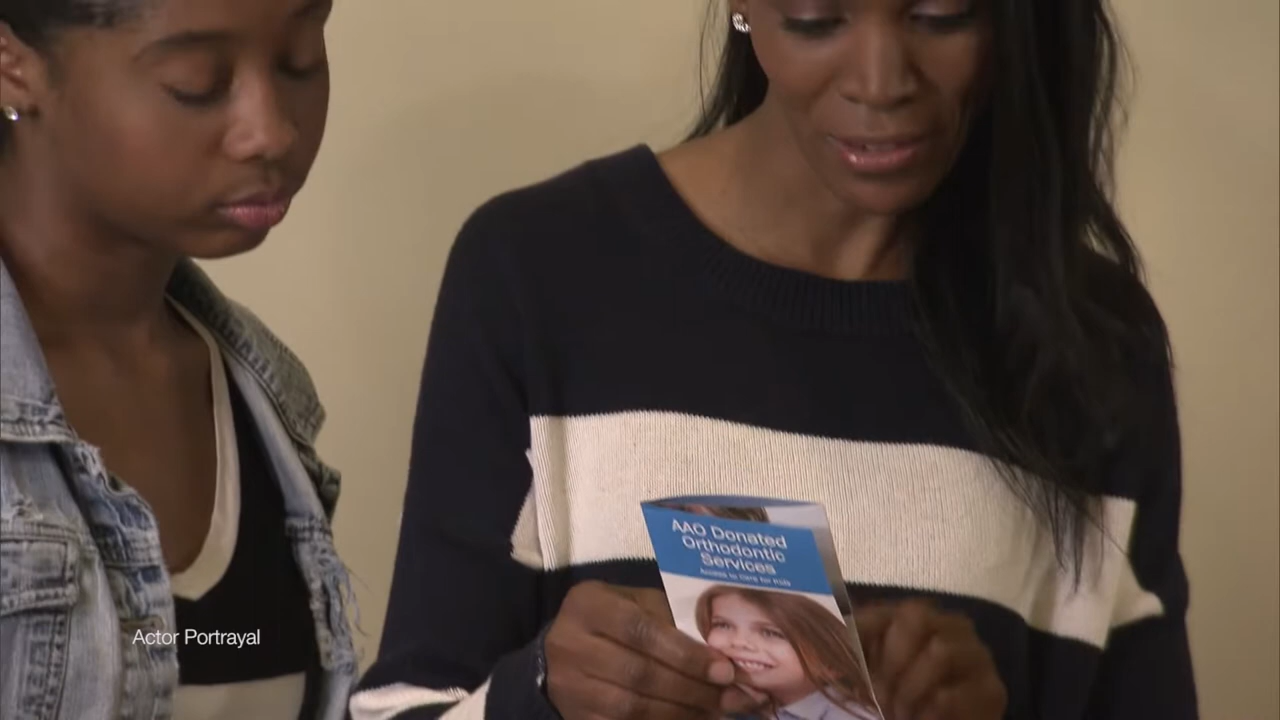 AAO Donated
Orthodontic
Services
Access to Care for Kids
Actor Portrayal